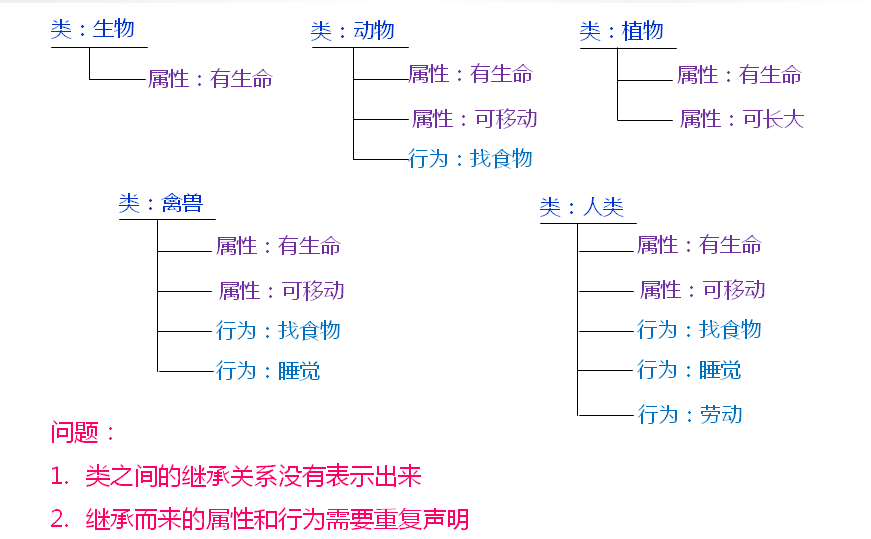 类：生物
属性：有生命
类：动物
属性：有生命
属性：可移动
行为：找食物
类：植物
属性：有生命
属性：可长大
类：禽兽
属性：有生命
属性：可移动
行为：找食物
行为：睡觉
类：人类
属性：有生命
属性：可移动
行为：找食物
行为：睡觉
行为：劳动
问题：
1. 类之间的继承关系没有表示出来
2. 继承而来的属性和行为需要重复声明